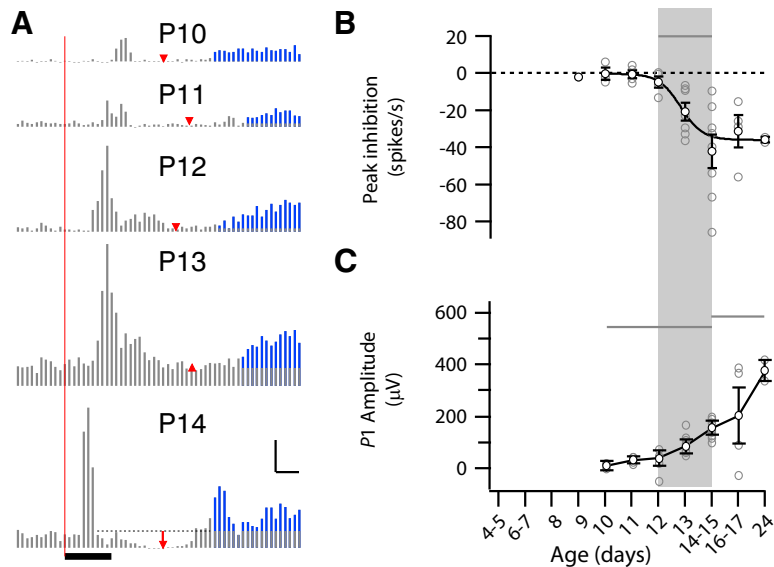 A
P10
P11
P12
P13
P14
B
20
0
-20
-40
-60
-80
Peak inhibition
(spikes/s)
C
600
400
200
0
P1 Amplitude
(μV)
4-5
6-7
8
9
10
11
12
13
14-15
16-17
24
Age (days)